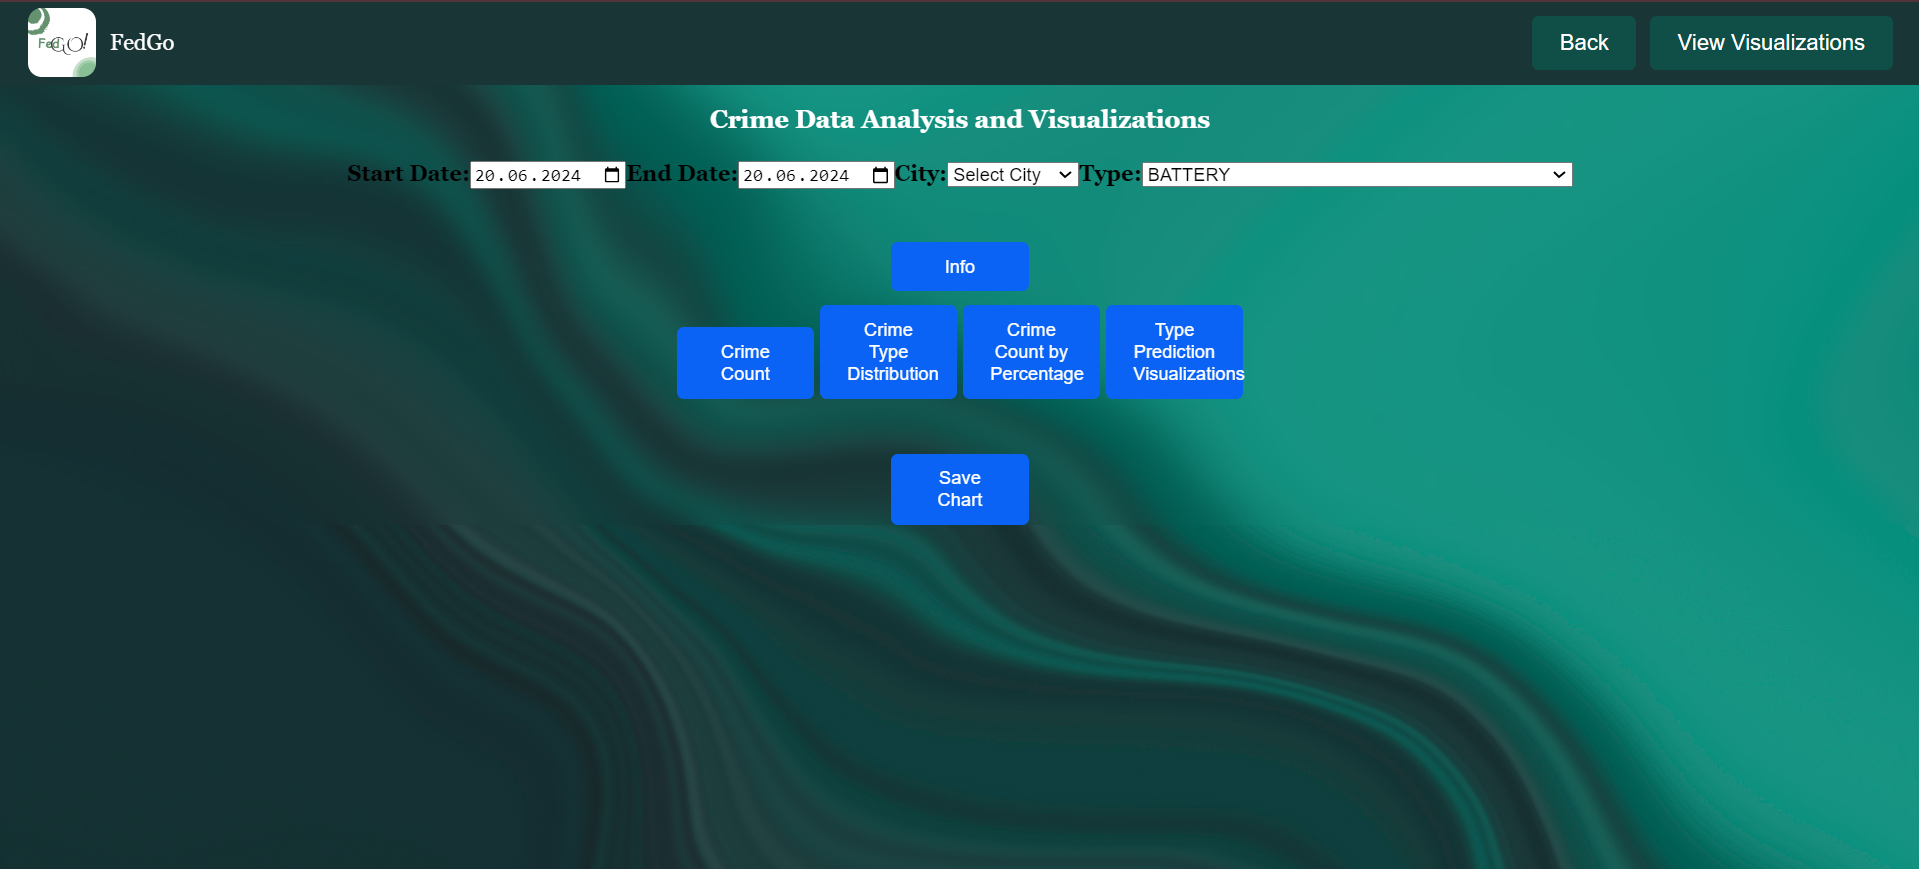 Fed GO!
FedGo
Back
View Visualizations
Crime Data Analysis and Visualizations
Start Date: 20.06.2024 End Date: 20.06.2024 City: Select City Type: BATTERY
Info
Crime
Count
Crime
Type
Distribution
Crime
Count by
Percentage
Type
Prediction
Visualizations
Save
Chart